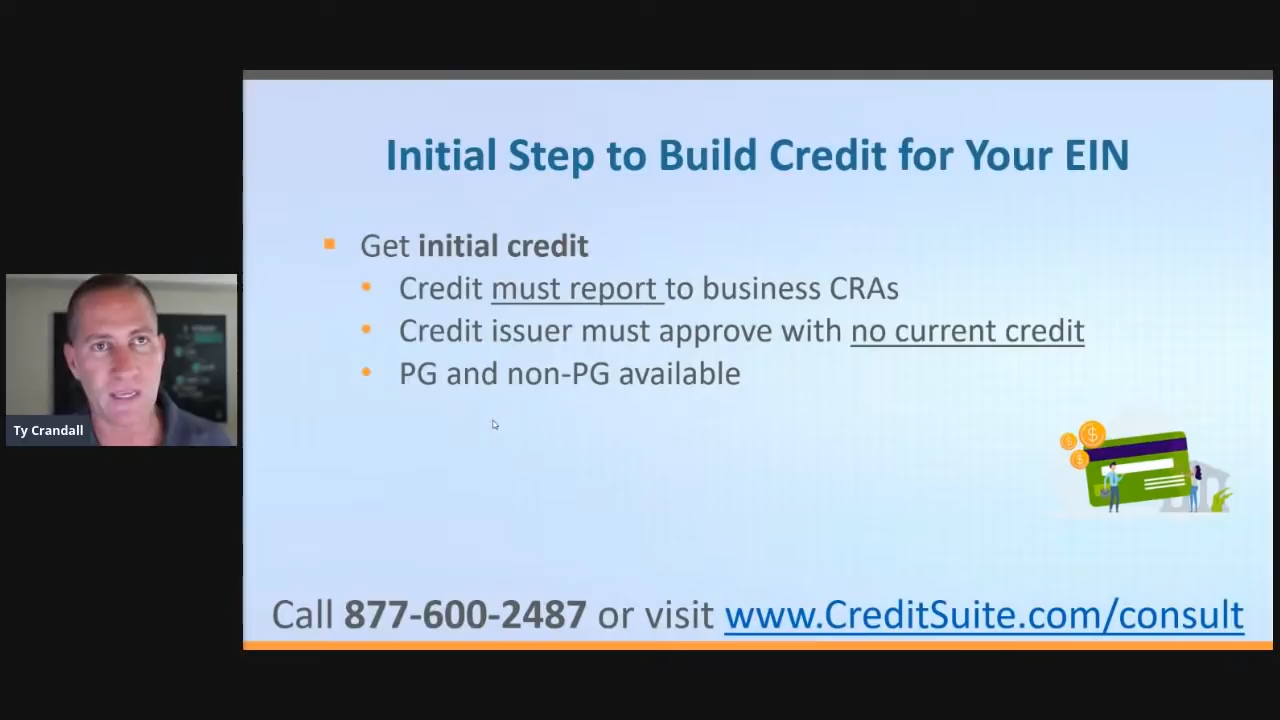 Initial Step to Build Credit for Your EIN
Get initial credit
Credit must report to business CRAs
Credit issuer must approve with no current credit
PG and non-PG available
Ty Crandall
Call 877-600-2487 or visit www.CreditSuite.com/consult